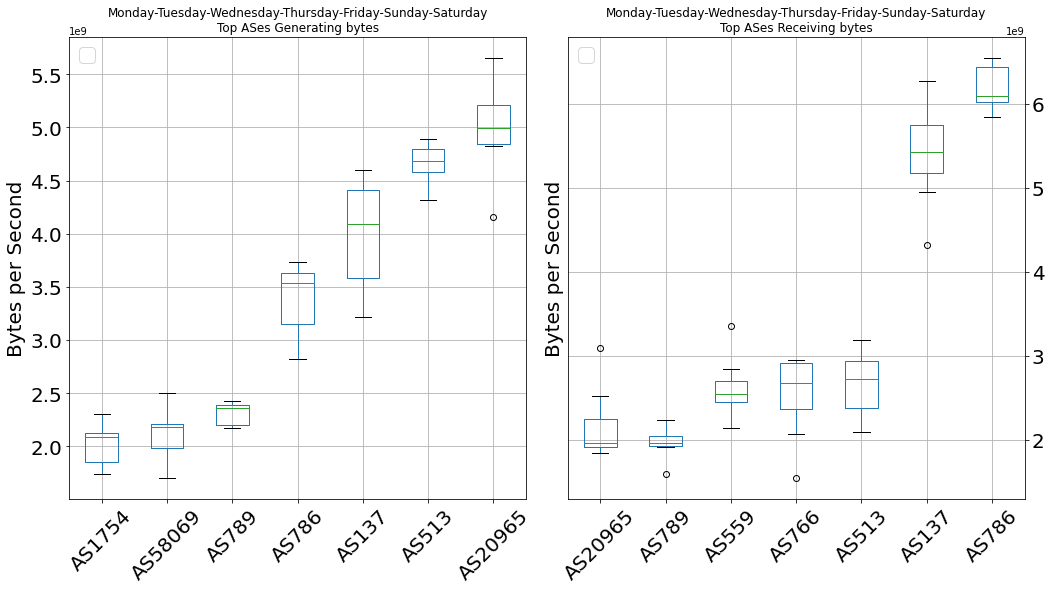 Monday-Tuesday-Wednesday-Thursday-Friday-Sunday-Saturday
Top ASes Generating bytes
1e9
5.5
5.0
4.5
4.0
3.5
3.0
2.5
2.0
Bytes per Second
AS1754
AS58069
AS789
AS786
AS137
AS513
AS20965
Monday-Tuesday-Wednesday-Thursday-Friday-Sunday-Saturday
Top ASes Receiving bytes
1e9
6
5
4
3
2
Bytes per Second
AS20965
AS789
AS559
AS766
AS513
AS137
AS786